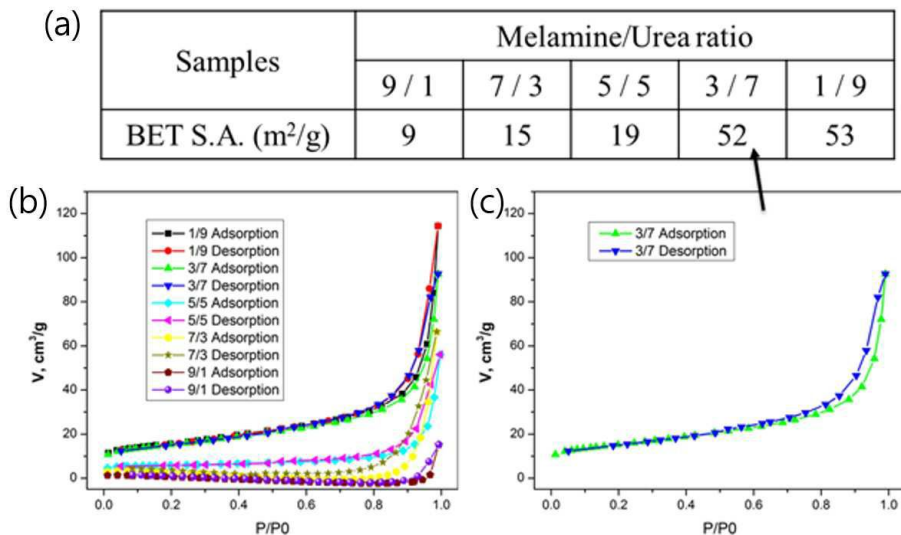 (a)
Samples
Melamine/Urea ratio
9 / 1 7 / 3 5 / 5 3 / 7 1 / 9
BET S.A. (m²/g) 9 15 19 52 53
(b)
120
100
80
60
40
20
0
V, cm³/g
1/9 Adsorption
1/9 Desorption
3/7 Adsorption
3/7 Desorption
5/5 Adsorption
5/5 Desorption
7/3 Adsorption
7/3 Desorption
9/1 Adsorption
9/1 Desorption
0.0 0.2 0.4 0.6 0.8 1.0
P/P0
(c)
120
100
80
60
40
20
0
V, cm³/g
3/7 Adsorption
3/7 Desorption
0.0 0.2 0.4 0.6 0.8 1.0
P/P0